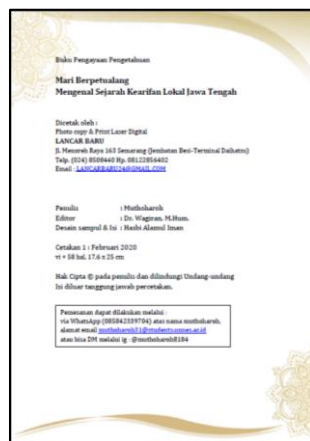 Buku Pengayaan Pengetahuan
Mari Berpetualang
Mengenal Sejarah Kearifan Lokal Jawa Tengah
Dicetak oleh :
Photo copy & Print Laser Digital
LANCAR BARU
Jl. Menoreh Raya 163 Semarang (Jembatan Besi-Terminal
Telp. (024) 8508440 Hp. 08122856402
Email : LANCARBARU24@GMAIL.COM
Penulis : Muthoharoh
Editor : Dr. Wagiran, M.Hum.
Desain sampul & Isi : Hasbi Alamul Iman
Cetakan 1 : Februari 2020
vi + 58 hal, 17,6 x 25 cm
Hak Cipta © pada penulis dan dilindungi Undang-undang
Isi diluar tanggung jawab percetakan.
Pemesanan dapat dilakukan melalui :
via WhatsApp (085842339704) atas nama muthoharoh,
alamat email muthoharoh31@students.unnes.ac.id
atau bisa DM melalui ig : @muthoharoh8184